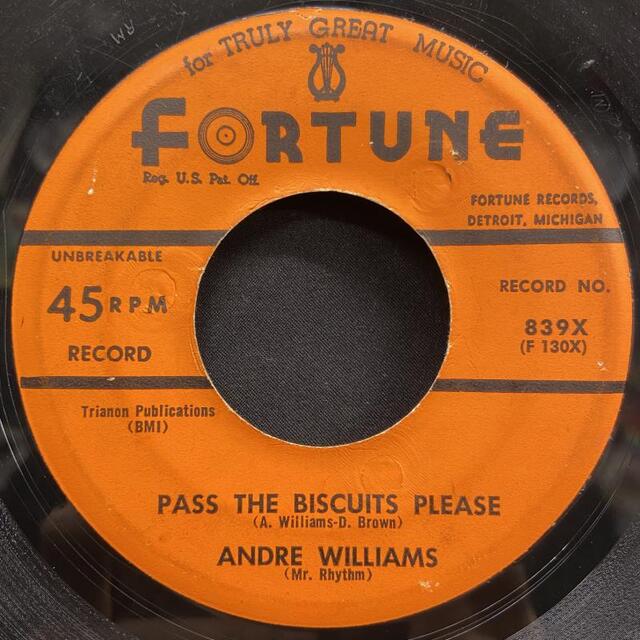 for TRULY GREAT MUSIC
FORTUNE
Reg. U.S. Pat. Off.
FORTUNE RECORDS,
DETROIT, MICHIGAN
UNBREAKABLE
45 RPM
RECORD
RECORD NO.
839X
(F 130X)
Trianon Publications
(BMI)
PASS THE BISCUITS PLEASE
(A. Williams-D. Brown)
ANDRE WILLIAMS
(Mr. Rhythm)